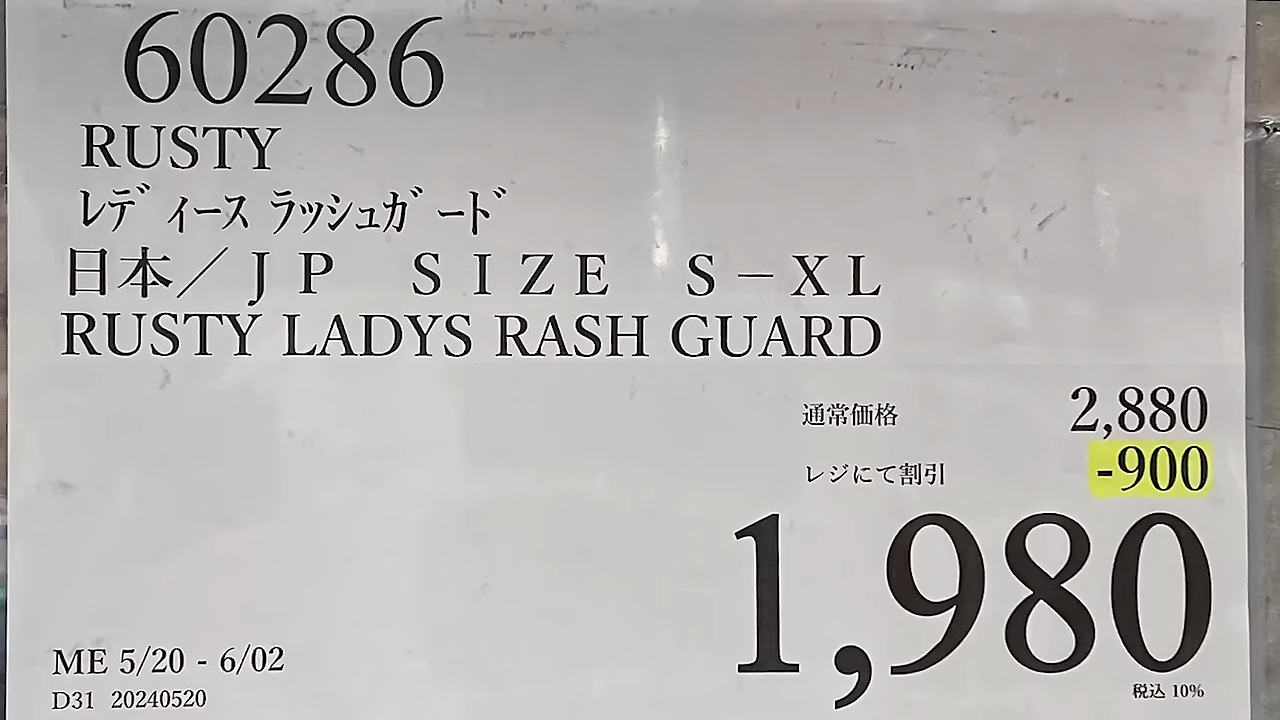 60286
RUSTY
ﾚﾃﾞｨｰｽ ﾗｯｼｭｶﾞｰﾄﾞ
日本／ＪＰ　ＳＩＺＥ　Ｓ－ＸＬ
RUSTY LADYS RASH GUARD
通常価格 2,880
レジにて割引 -900
1,980
税込 10%
ME 5/20 - 6/02
D31 20240520